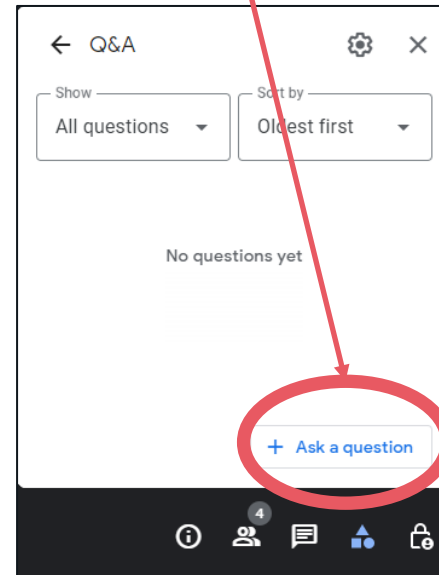 Q&A
Show
Sort by
All questions
Oldest first
No questions yet
+ Ask a question
4